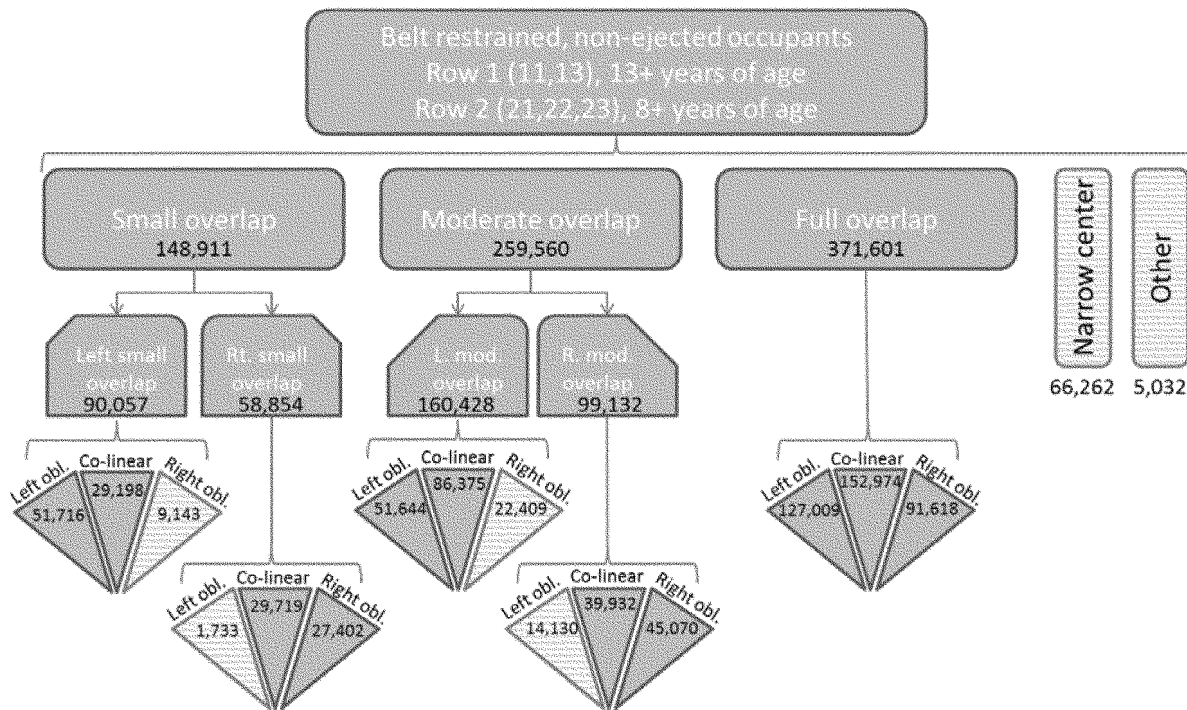 Belt restrained, non-ejected occupants
Row 1 (11,13), 13+ years of age
Row 2 (21,22,23), 8+ years of age
Small overlap
148,911
Moderate overlap
259,560
Full overlap
371,601
Narrow center
66,262
Other
5,032
Left small
overlap
90,057
Rt. small
overlap
58,854
L. mod.
overlap
160,428
R. mod.
overlap
99,132
Left obl.
Co-linear
Right obl.
51,716
29,198
9,143
Left obl.
Co-linear
Right obl.
1,733
29,719
27,402
Left obl.
Co-linear
Right obl.
51,644
86,375
22,409
Left obl.
Co-linear
Right obl.
14,130
39,932
45,070
Left obl.
Co-linear
Right obl.
127,009
152,974
91,618